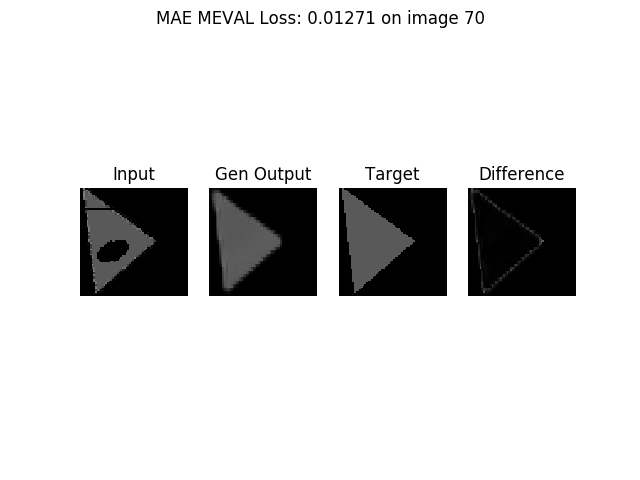 MAE MEVAL Loss: 0.01271 on image 70
Input
Gen Output
Target
Difference